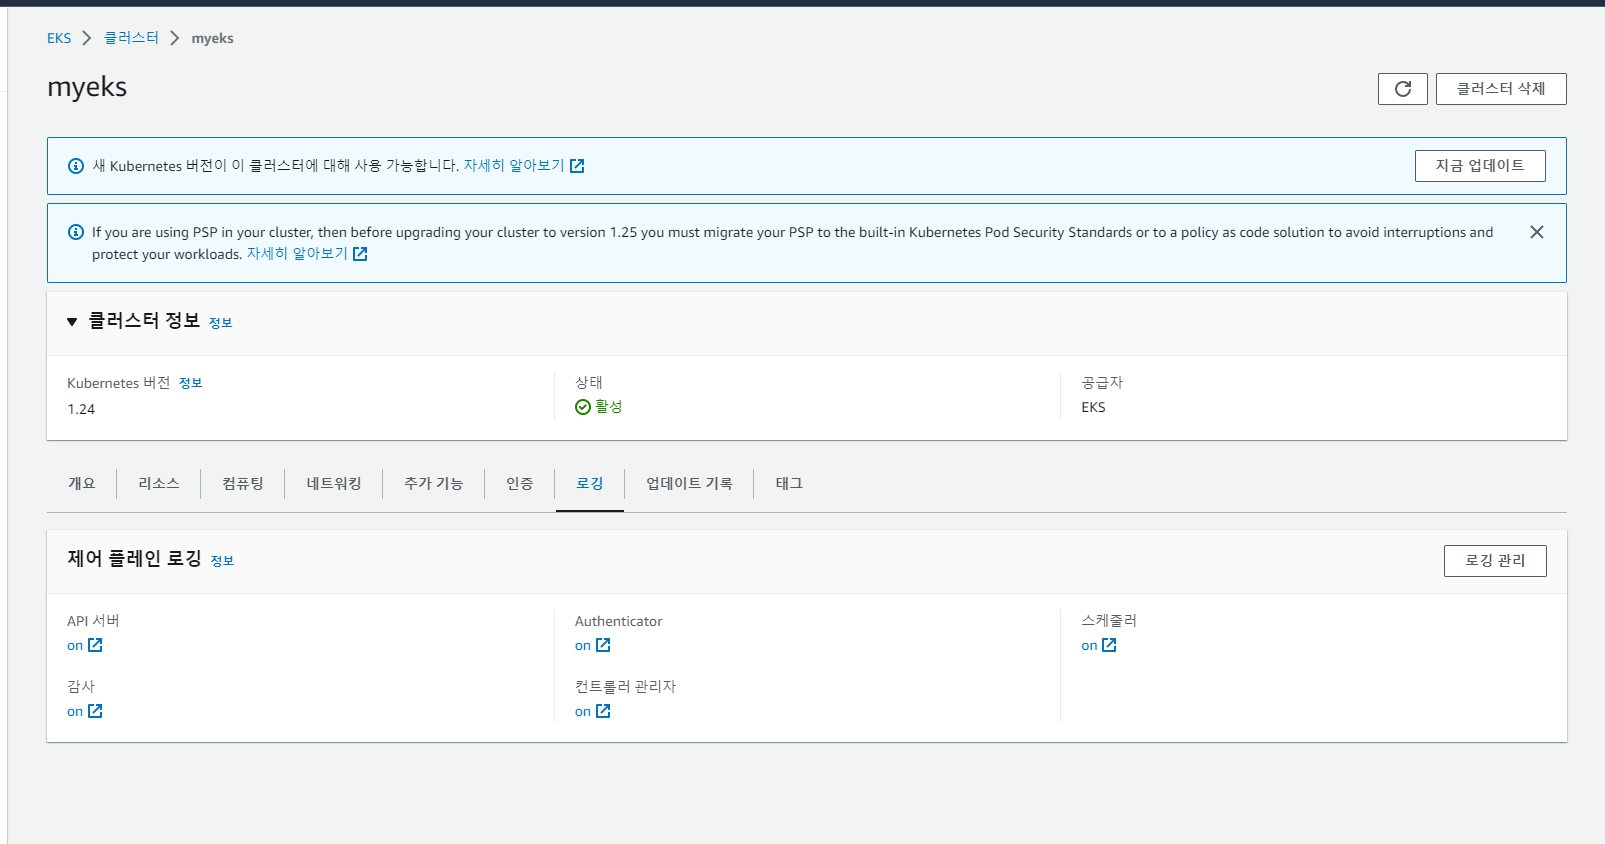 EKS > 클러스터 > myeks
myeks
클러스터 삭제
새 Kubernetes 버전이 이 클러스터에 대해 사용 가능합니다. 자세히 알아보기
지금 업데이트
If you are using PSP in your cluster, then before upgrading your cluster to version 1.25 you must migrate your PSP to the built-in Kubernetes Pod Security Standards or to a policy as code solution to avoid interruptions and
protect your workloads. 자세히 알아보기
클러스터 정보 정보
Kubernetes 버전 정보
1.24
상태
활성
공급자
EKS
개요 리소스 컴퓨팅 네트워킹 추가 기능 인증 로깅 업데이트 기록 태그
제어 플레인 로깅 정보
로깅 관리
API 서버
on
감사
on
Authenticator
on
컨트롤러 관리자
on
스케줄러
on